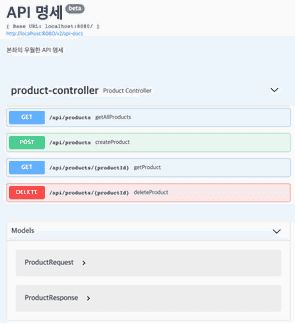 API 명세 beta
[ Base URL: localhost:8080/ ]
http://localhost:8080/v2/api-docs
본좌의 우월한 API 명세
product-controller Product Controller
GET /api/products getAllProducts
POST /api/products createProduct
GET /api/products/{productId} getProduct
DELETE /api/products/{productId} deleteProduct
Models
ProductRequest
ProductResponse